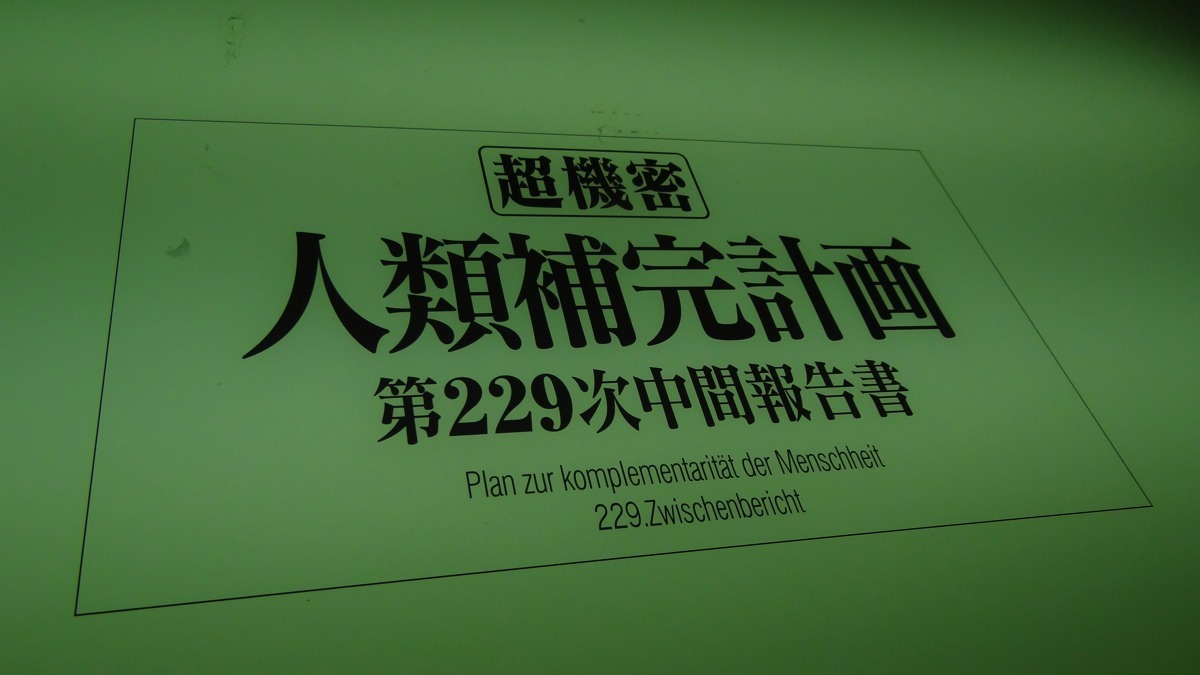 超機密
人類補完計画
第229次中間報告書
Plan zur komplementarität der Menschheit
229.Zwischenbericht